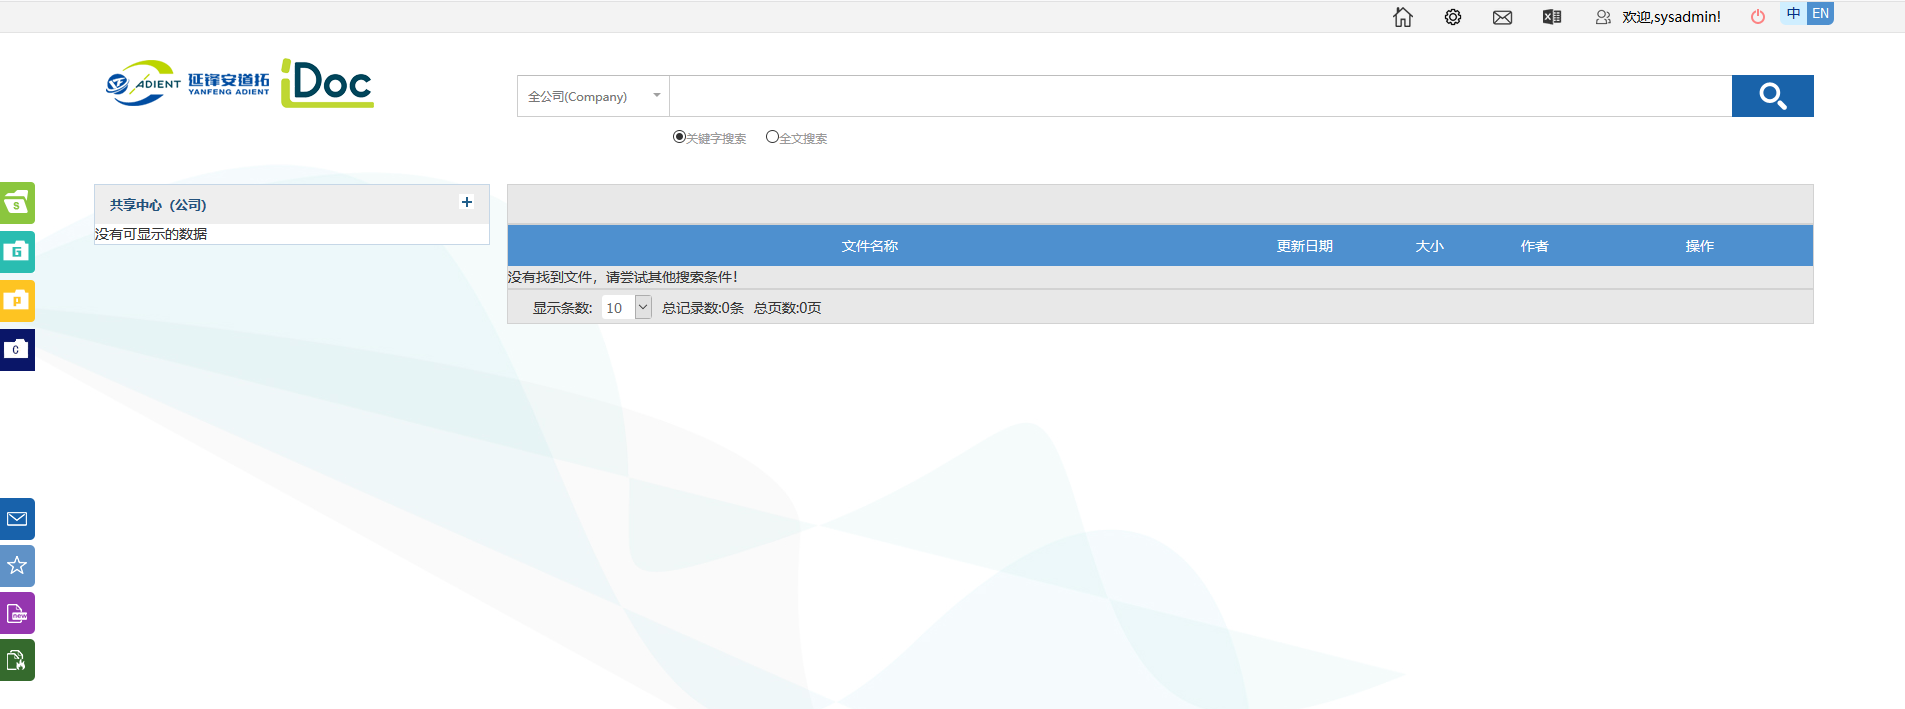 欢迎,sysadmin!
中 EN
ADIENT 延锋安道拓 YANFENG ADIENT iDoc
全公司(Company)
关键字搜索 全文搜索
共享中心（公司）
没有可显示的数据
文件名称 更新日期 大小 作者 操作
没有找到文件，请尝试其他搜索条件！
显示条数: 10 总记录数:0条 总页数:0页
S
G
P
C
new